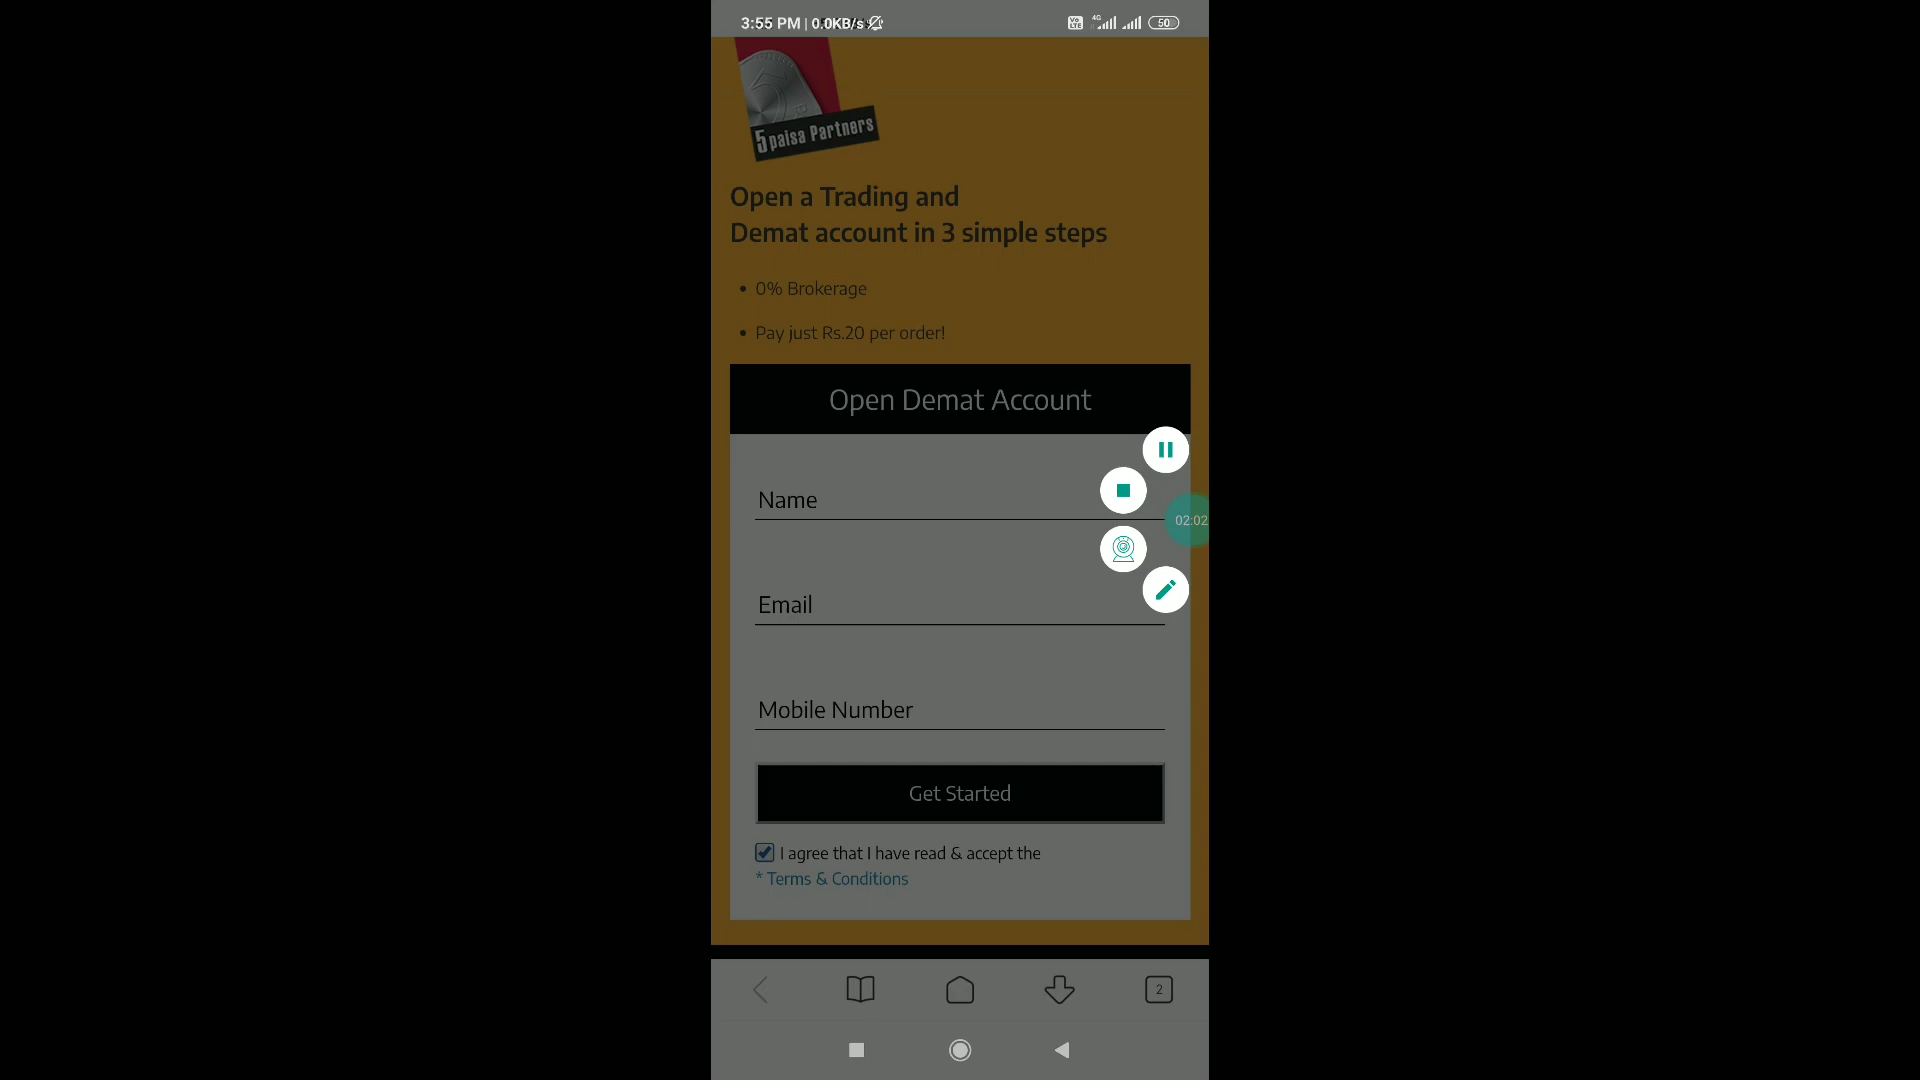 3:55 PM | 0.0KB/s
4G
50
5paisa Partners
Open a Trading and
Demat account in 3 simple steps
• 0% Brokerage
• Pay just Rs.20 per order!
Open Demat Account
Name
02:02
Email
Mobile Number
Get Started
I agree that I have read & accept the
* Terms & Conditions
2